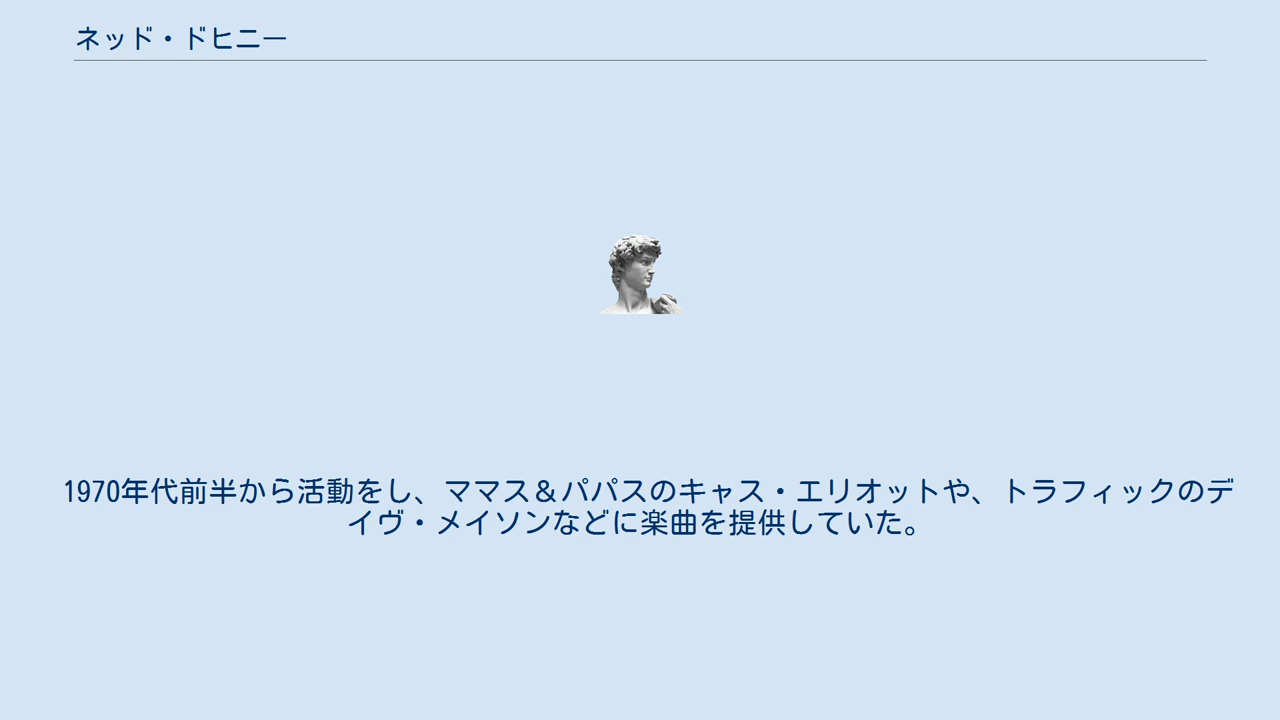 ネッド・ドヒニー
1970年代前半から活動をし、ママス＆パパスのキャス・エリオットや、トラフィックのデ
イヴ・メイソンなどに楽曲を提供していた。